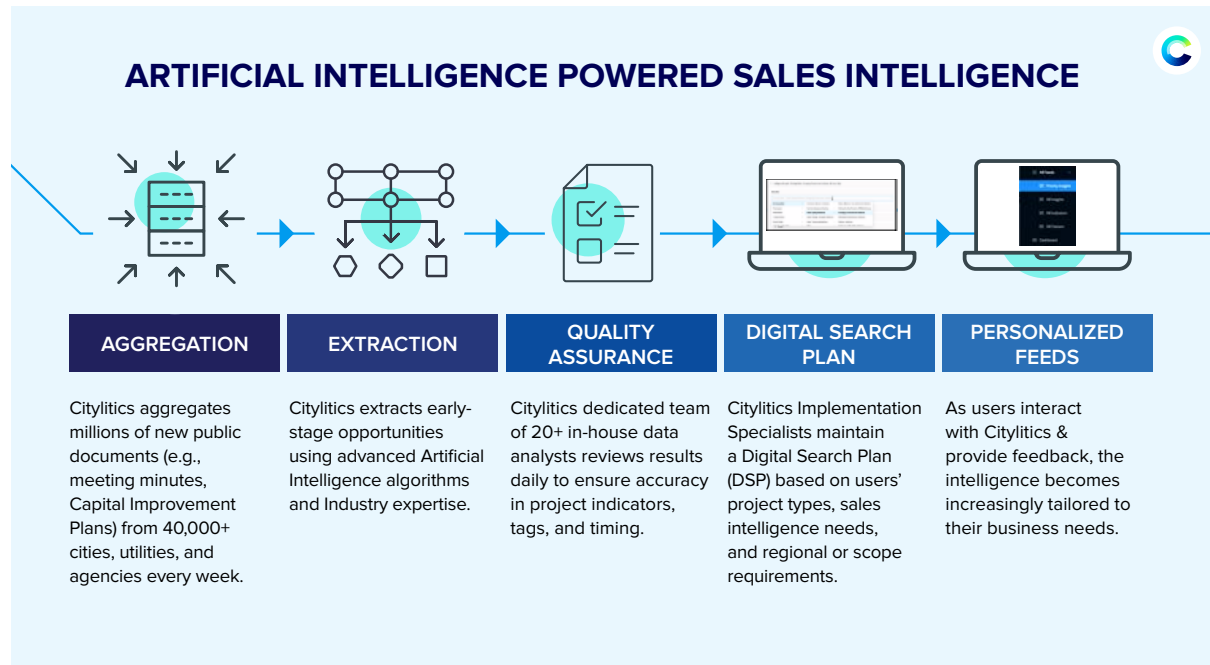 ARTIFICIAL INTELLIGENCE POWERED SALES INTELLIGENCE
AGGREGATION
Citylitics aggregates
millions of new public
documents (e.g.,
meeting minutes,
Capital Improvement
Plans) from 40,000+
cities, utilities, and
agencies every week.
EXTRACTION
Citylitics extracts early-
stage opportunities
using advanced Artificial
Intelligence algorithms
and Industry expertise.
QUALITY
ASSURANCE
Citylitics dedicated team
of 20+ in-house data
analysts reviews results
daily to ensure accuracy
in project indicators,
tags, and timing.
DIGITAL SEARCH
PLAN
Citylitics Implementation
Specialists maintain
a Digital Search Plan
(DSP) based on users’
project types, sales
intelligence needs,
and regional or scope
requirements.
PERSONALIZED
FEEDS
As users interact
with Citylitics &
provide feedback, the
intelligence becomes
increasingly tailored to
their business needs.